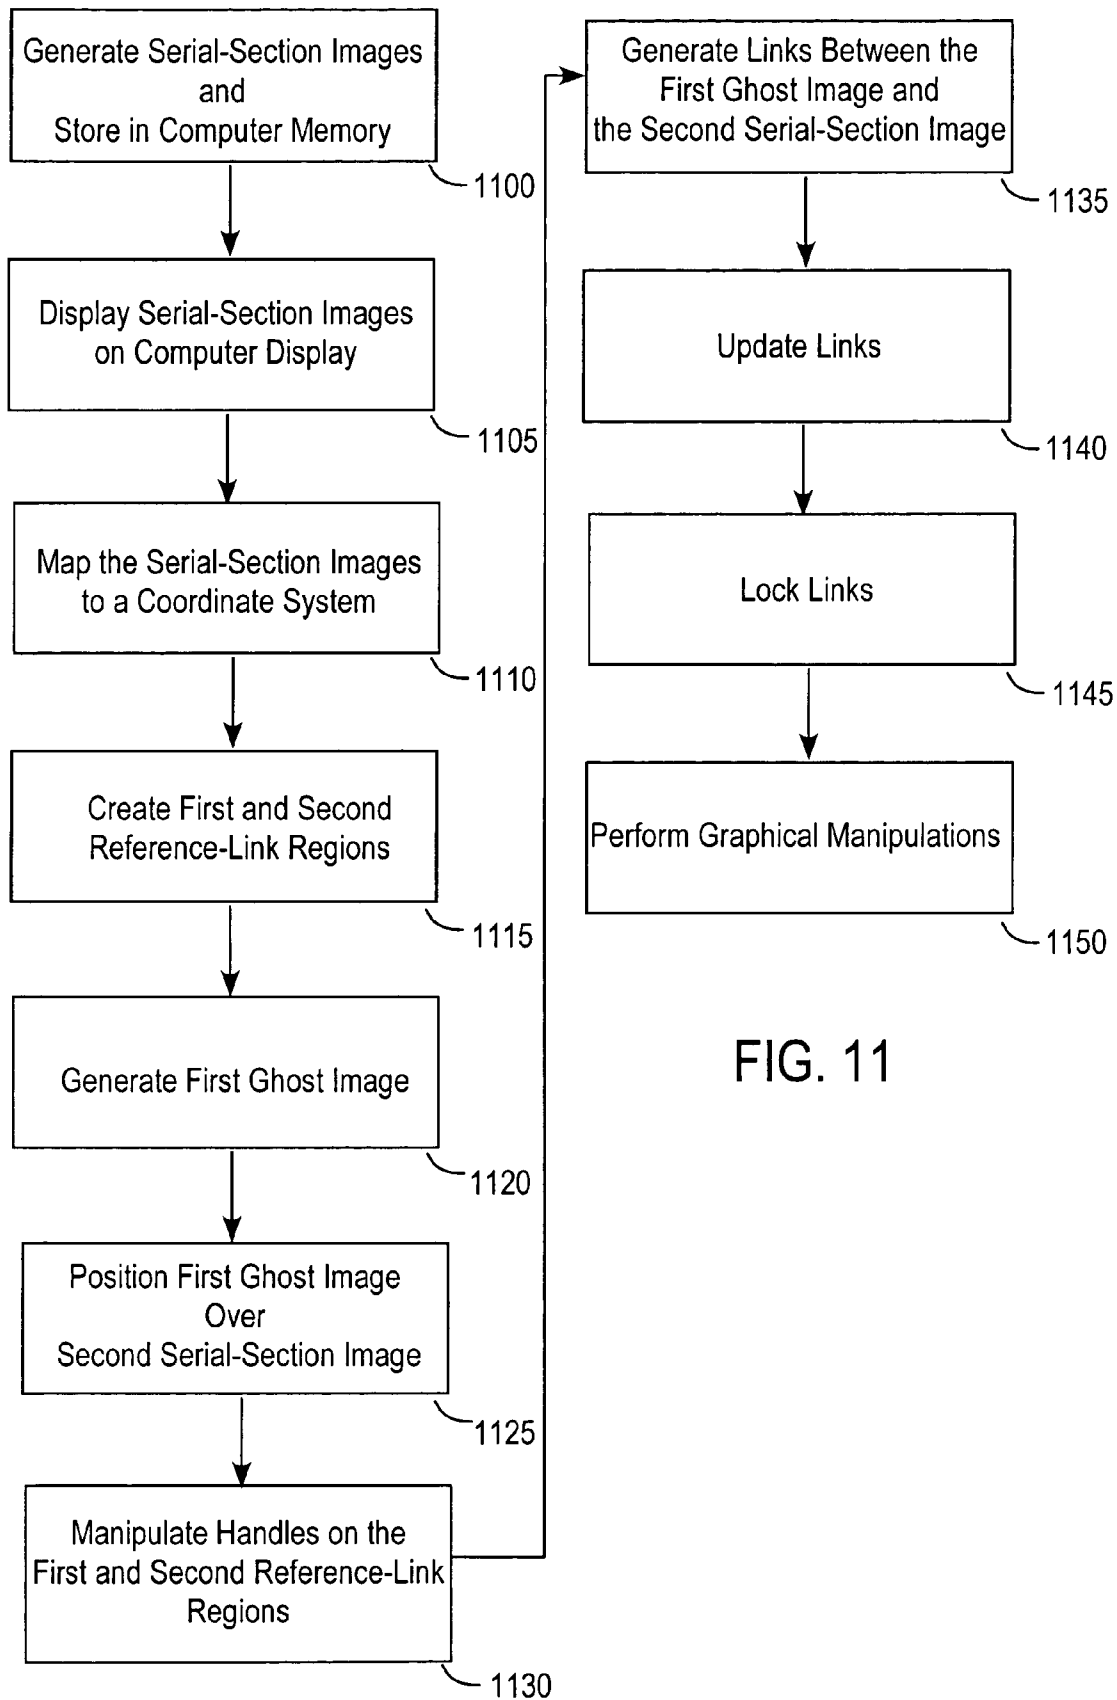 Generate Serial-Section Images
and
Store in Computer Memory
1100
Display Serial-Section Images
on Computer Display
1105
Map the Serial-Section Images
to a Coordinate System
1110
Create First and Second
Reference-Link Regions
1115
Generate First Ghost Image
1120
Position First Ghost Image
Over
Second Serial-Section Image
1125
Manipulate Handles on the
First and Second Reference-Link
Regions
1130
Generate Links Between the
First Ghost Image and
the Second Serial-Section Image
1135
Update Links
1140
Lock Links
1145
Perform Graphical Manipulations
1150
FIG. 11